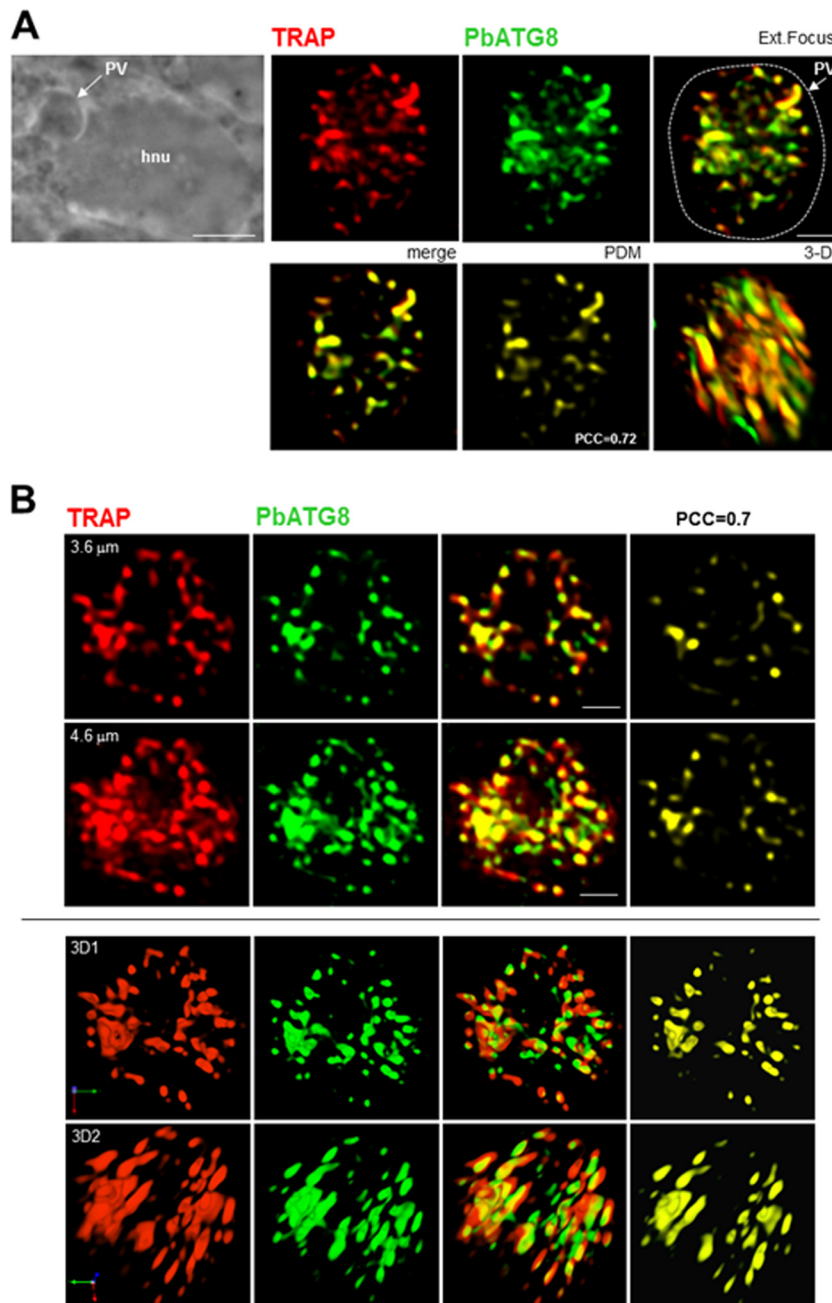 A
TRAP PbATG8 Ext.Focus
PV PV
hnu
merge PDM 3-D
PCC=0.72
B
TRAP PbATG8 PCC=0.7
3.6 µm
4.6 µm
3D1
3D2